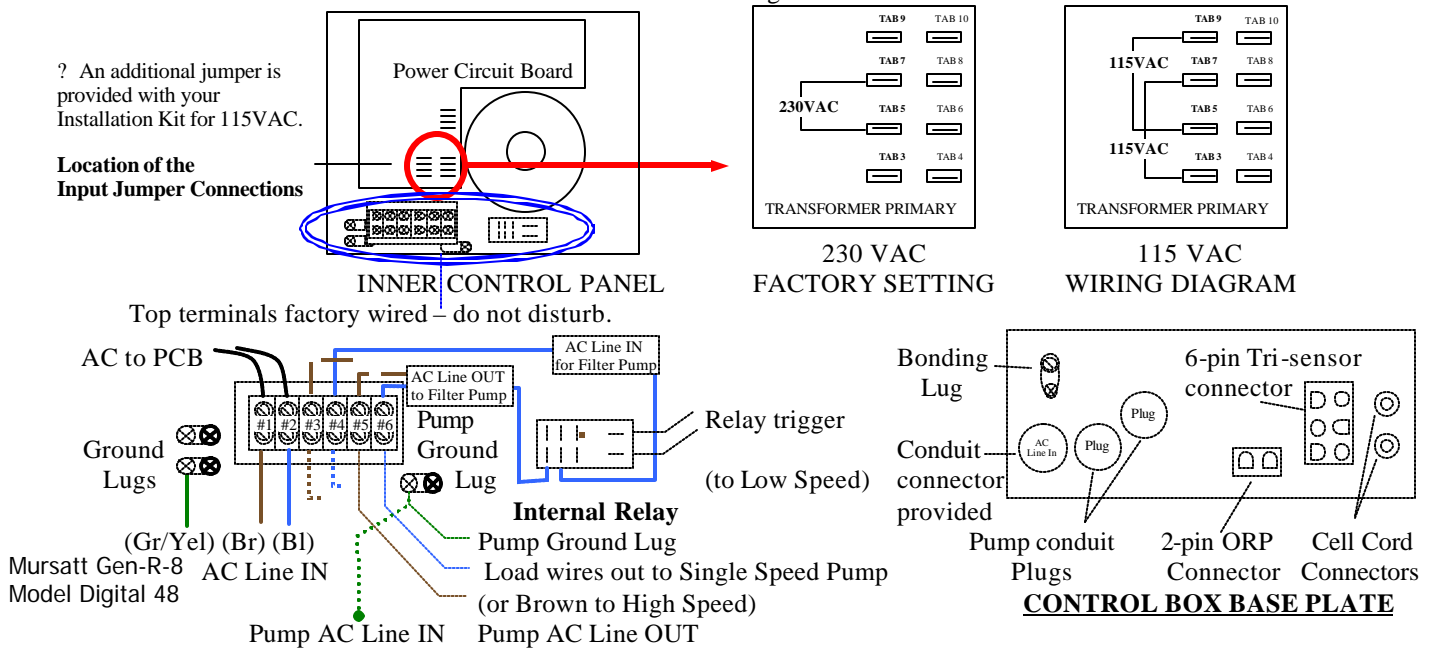 ? An additional jumper is
provided with your
Installation Kit for 115VAC.
Location of the
Input Jumper Connections
Power Circuit Board
INNER CONTROL PANEL
TAB 9 TAB 10
TAB 7 TAB 8
230VAC
TAB 5 TAB 6
TAB 3 TAB 4
TRANSFORMER PRIMARY
230 VAC
FACTORY SETTING
TAB 9 TAB 10
115VAC TAB 7 TAB 8
TAB 5 TAB 6
115VAC TAB 3 TAB 4
TRANSFORMER PRIMARY
115 VAC
WIRING DIAGRAM
Top terminals factory wired – do not disturb.
AC to PCB
AC Line IN
for Filter Pump
AC Line OUT
to Filter Pump
#1 #2 #3 #4 #5 #6
Ground
Lugs
Pump
Ground
Lug
Relay trigger
(to Low Speed)
Internal Relay
(Gr/Yel) (Br) (Bl)
AC Line IN
Mursatt Gen-R-8
Model Digital 48
Pump Ground Lug
Load wires out to Single Speed Pump
(or Brown to High Speed)
Pump AC Line IN
Pump AC Line OUT
Bonding
Lug
6-pin Tri-sensor
connector
AC
Line In
Plug
Plug
Conduit
connector
provided
Pump conduit
Plugs
2-pin ORP
Connector
Cell Cord
Connectors
CONTROL BOX BASE PLATE